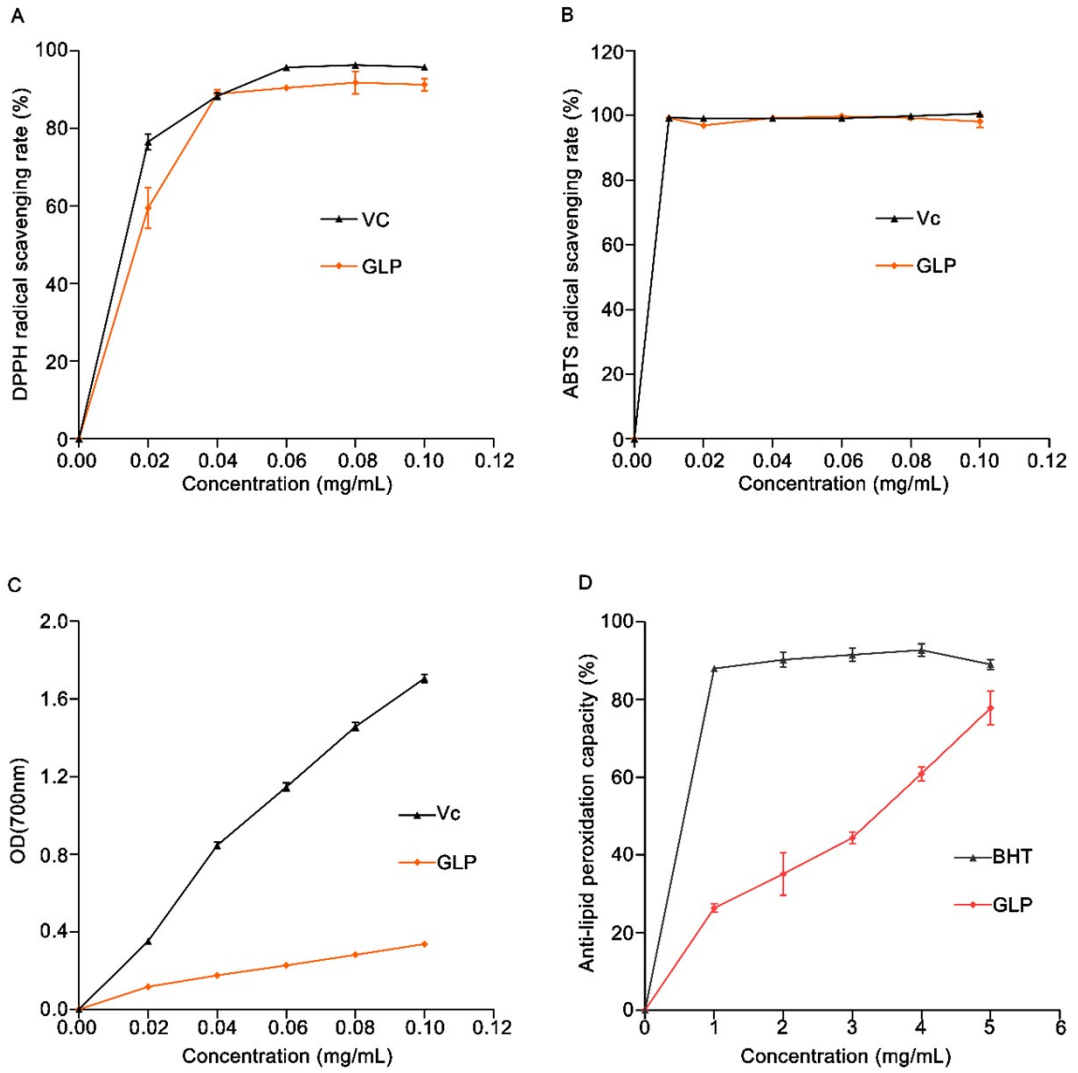 A
DPPH radical scavenging rate (%)
100
80
60
40
20
0
0.00 0.02 0.04 0.06 0.08 0.10 0.12
Concentration (mg/mL)
VC
GLP
B
ABTS radical scavenging rate (%)
120
100
80
60
40
20
0
0.00 0.02 0.04 0.06 0.08 0.10 0.12
Concentration (mg/mL)
Vc
GLP
C
OD(700nm)
2.0
1.6
1.2
0.8
0.4
0.0
0.00 0.02 0.04 0.06 0.08 0.10 0.12
Concentration (mg/mL)
Vc
GLP
D
Anti-lipid peroxidation capacity (%)
100
80
60
40
20
0
0 1 2 3 4 5 6
Concentration (mg/mL)
BHT
GLP